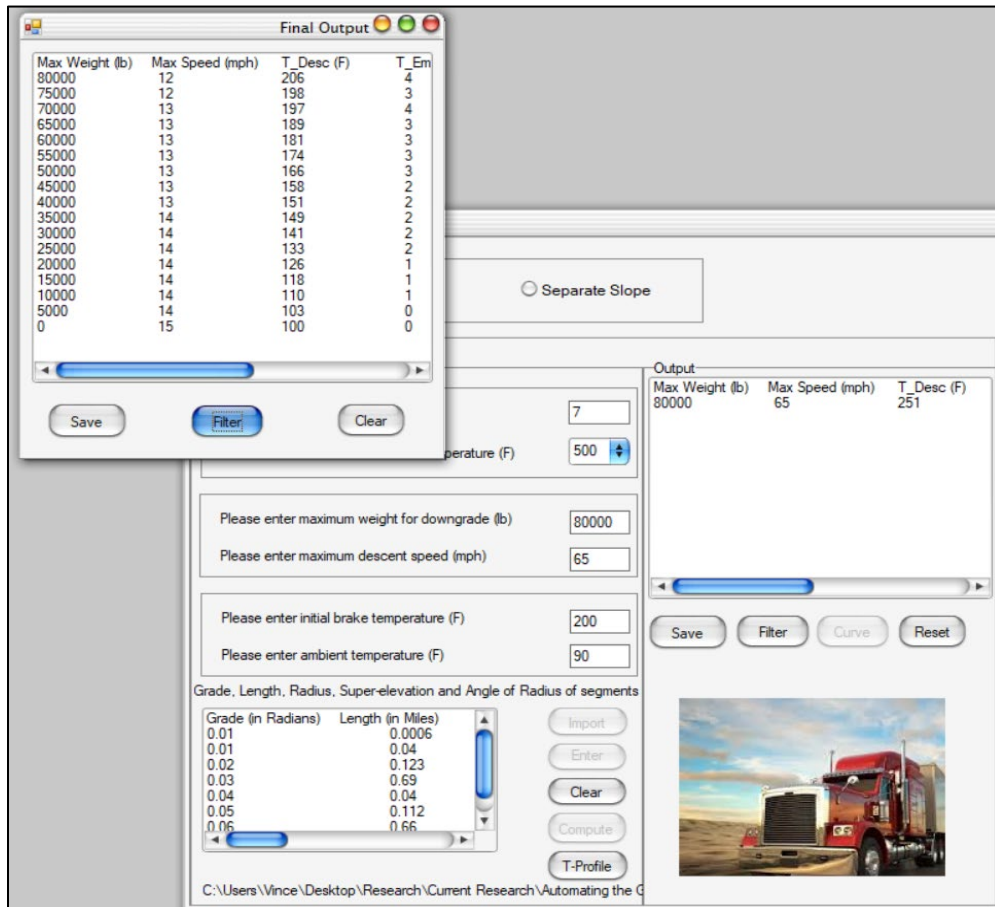 Final Output
Max Weight (lb) Max Speed (mph) T_Desc (F) T_Em
80000 12 206 4
75000 12 198 3
70000 13 197 4
65000 13 189 3
60000 13 181 3
55000 13 174 3
50000 13 166 3
45000 13 158 2
40000 13 151 2
35000 14 149 2
30000 14 141 2
25000 14 133 2
20000 14 126 1
15000 14 118 1
10000 14 110 1
5000 14 103 0
0 15 100 0
Save Filter Clear
Separate Slope
7
perature (F) 500
Please enter maximum weight for downgrade (lb) 80000
Please enter maximum descent speed (mph) 65
Please enter initial brake temperature (F) 200
Please enter ambient temperature (F) 90
Grade, Length, Radius, Super-elevation and Angle of Radius of segments
Grade (in Radians) Length (in Miles)
0.01 0.0006
0.01 0.04
0.02 0.123
0.03 0.69
0.04 0.04
0.05 0.112
0.06 0.66
Import
Enter
Clear
Compute
T-Profile
C:\Users\Vince\Desktop\Research\Current Research\Automating the G
Output
Max Weight (lb) Max Speed (mph) T_Desc (F)
80000 65 251
Save Filter Curve Reset